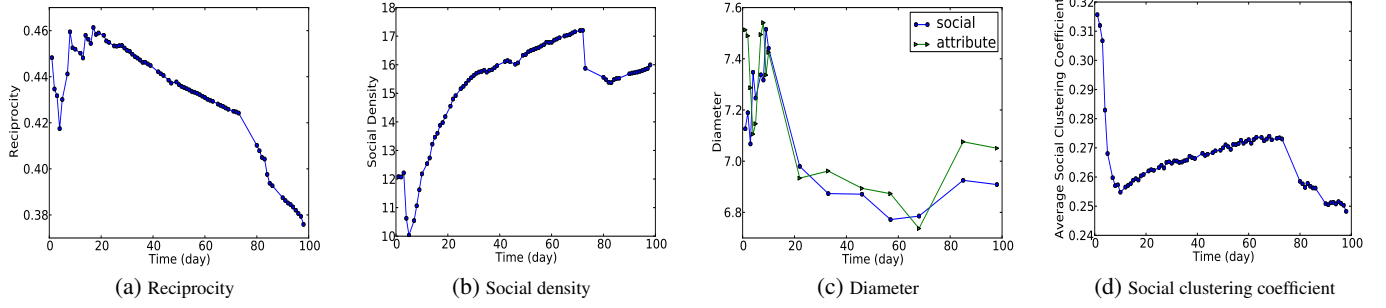 0.46
0.44
0.42
0.40
0.38
0 20 40 60 80 100
Reciprocity
Time (day)
(a) Reciprocity
18
17
16
15
14
13
12
11
10
0 20 40 60 80 100
Social Density
Time (day)
(b) Social density
7.6
7.4
7.2
7.0
6.8
0 20 40 60 80 100
Diameter
social
attribute
Time (day)
(c) Diameter
0.32
0.31
0.30
0.29
0.28
0.27
0.26
0.25
0.24
0 20 40 60 80 100
Average Social Clustering Coefficient
Time (day)
(d) Social clustering coefficient